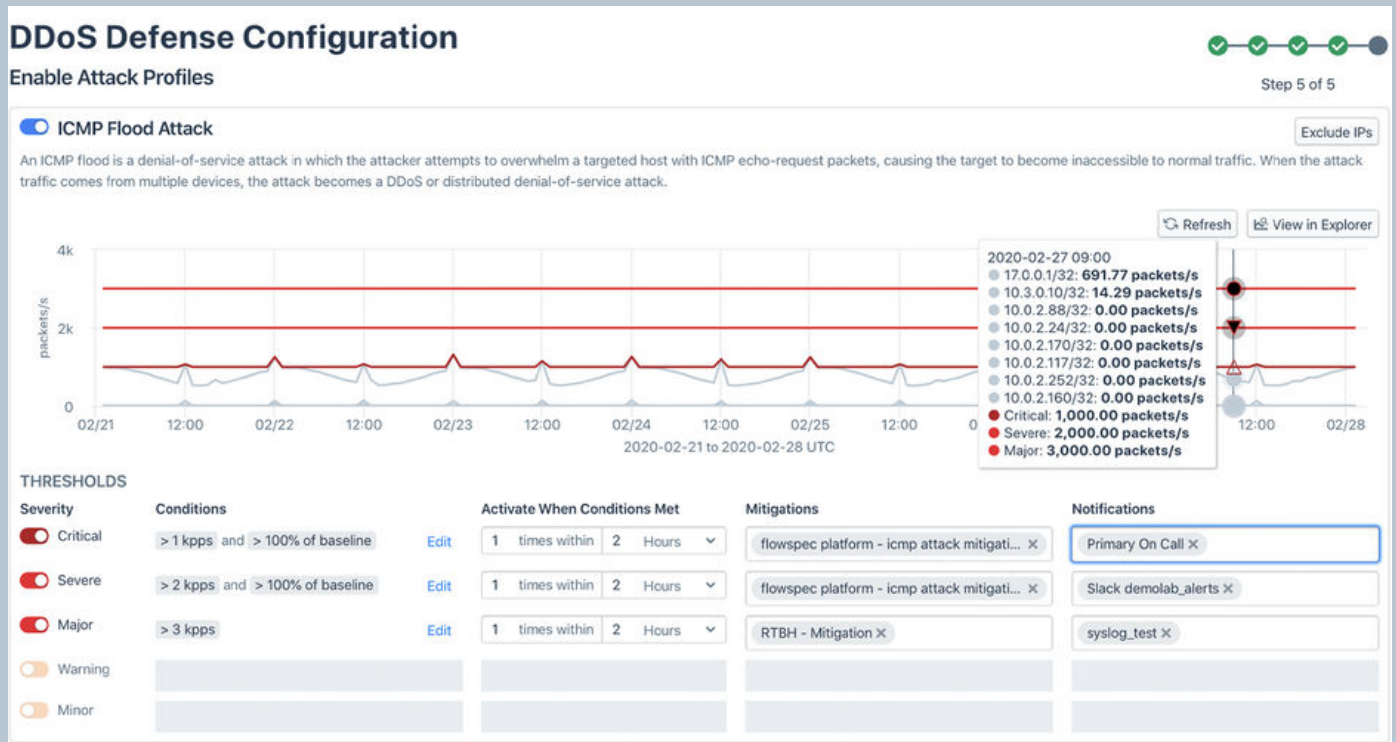 DDoS Defense Configuration
Enable Attack Profiles
Step 5 of 5
ICMP Flood Attack
Exclude IPs
An ICMP flood is a denial-of-service attack in which the attacker attempts to overwhelm a targeted host with ICMP echo-request packets, causing the target to become inaccessible to normal traffic. When the attack
traffic comes from multiple devices, the attack becomes a DDoS or distributed denial-of-service attack.
Refresh View in Explorer
4k
2k
0
packets/s
2020-02-27 09:00
17.0.0.1/32: 691.77 packets/s
10.3.0.10/32: 14.29 packets/s
10.0.2.88/32: 0.00 packets/s
10.0.2.24/32: 0.00 packets/s
10.0.2.170/32: 0.00 packets/s
10.0.2.117/32: 0.00 packets/s
10.0.2.252/32: 0.00 packets/s
10.0.2.160/32: 0.00 packets/s
Critical: 1,000.00 packets/s
Severe: 2,000.00 packets/s
Major: 3,000.00 packets/s
02/21 12:00 02/22 12:00 02/23 12:00 02/24 12:00 02/25 12:00 0 12:00 02/28
2020-02-21 to 2020-02-28 UTC
THRESHOLDS
Severity Conditions Activate When Conditions Met Mitigations Notifications
Critical > 1 kpps and > 100% of baseline Edit 1 times within 2 Hours flowspec platform - icmp attack mitigati... Primary On Call
Severe > 2 kpps and > 100% of baseline Edit 1 times within 2 Hours flowspec platform - icmp attack mitigati... Slack demolab_alerts
Major > 3 kpps Edit 1 times within 2 Hours RTBH - Mitigation syslog_test
Warning
Minor